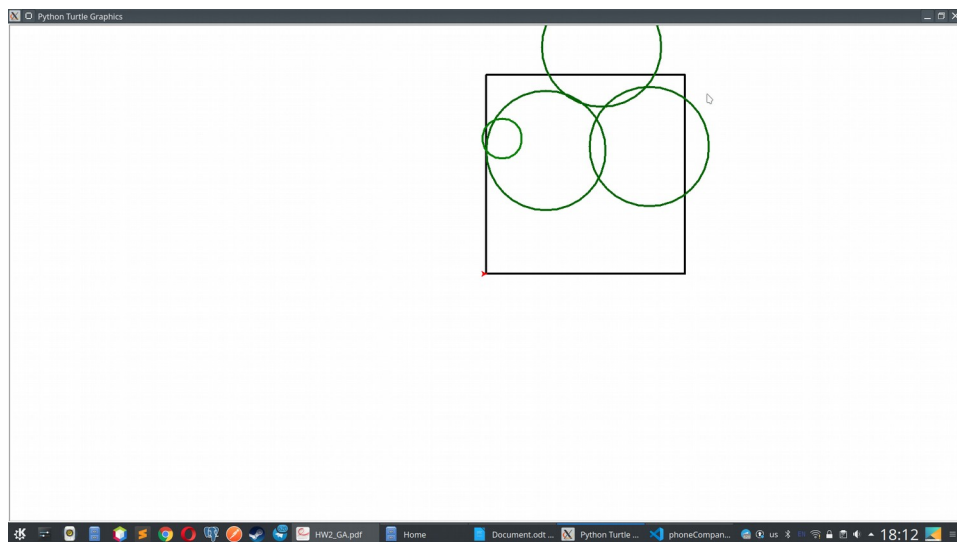 Python Turtle Graphics
HW2_GA.pdf
Home
Document.odt ...
Python Turtle ...
phoneCompan...
us
18:12